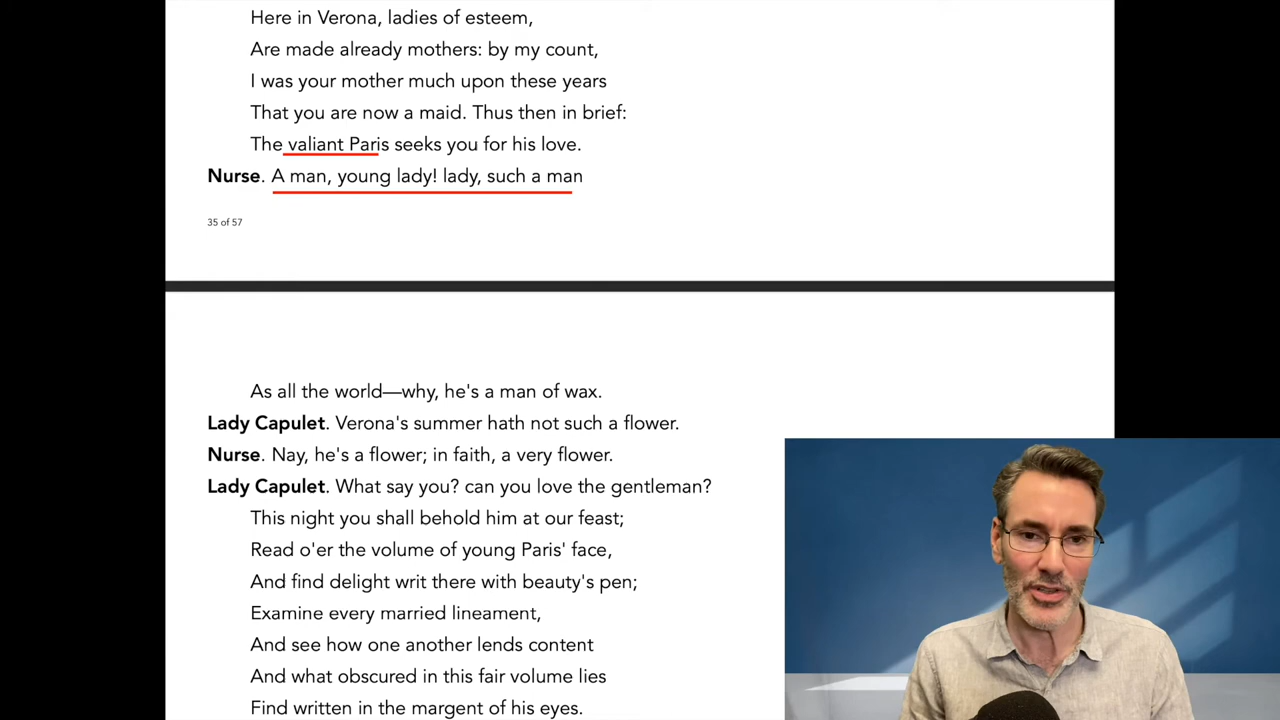 Here in Verona, ladies of esteem,
Are made already mothers: by my count,
I was your mother much upon these years
That you are now a maid. Thus then in brief:
The valiant Paris seeks you for his love.
Nurse. A man, young lady! lady, such a man
35 of 57
As all the world—why, he's a man of wax.
Lady Capulet. Verona's summer hath not such a flower.
Nurse. Nay, he's a flower; in faith, a very flower.
Lady Capulet. What say you? can you love the gentleman?
This night you shall behold him at our feast;
Read o'er the volume of young Paris' face,
And find delight writ there with beauty's pen;
Examine every married lineament,
And see how one another lends content
And what obscured in this fair volume lies
Find written in the margent of his eyes.